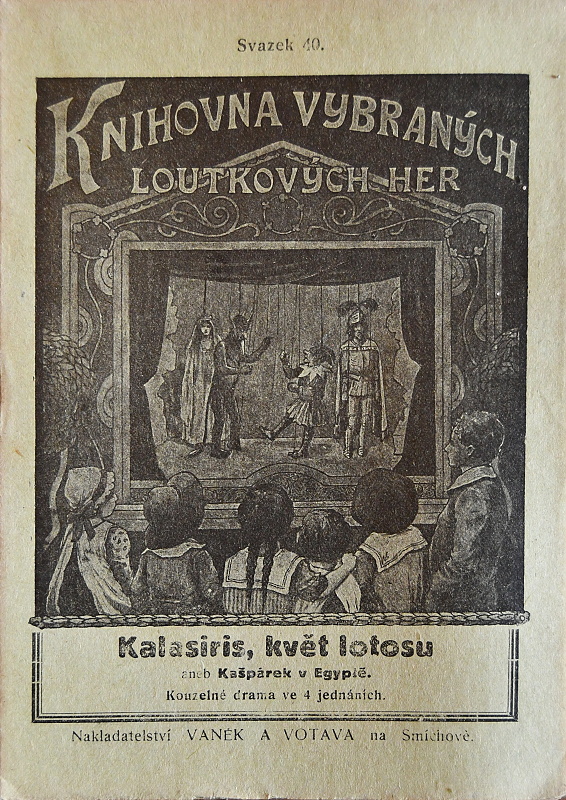 Svazek 40.
KNIHOVNA VYBRANÝCH
LOUTKOVÝCH HER
Kalasiris, květ lotosu
aneb Kašpárek v Egyptě.
Kouzelné drama ve 4 jednáních.
Nakladatelství VANĚK A VOTAVA na Smíchově.